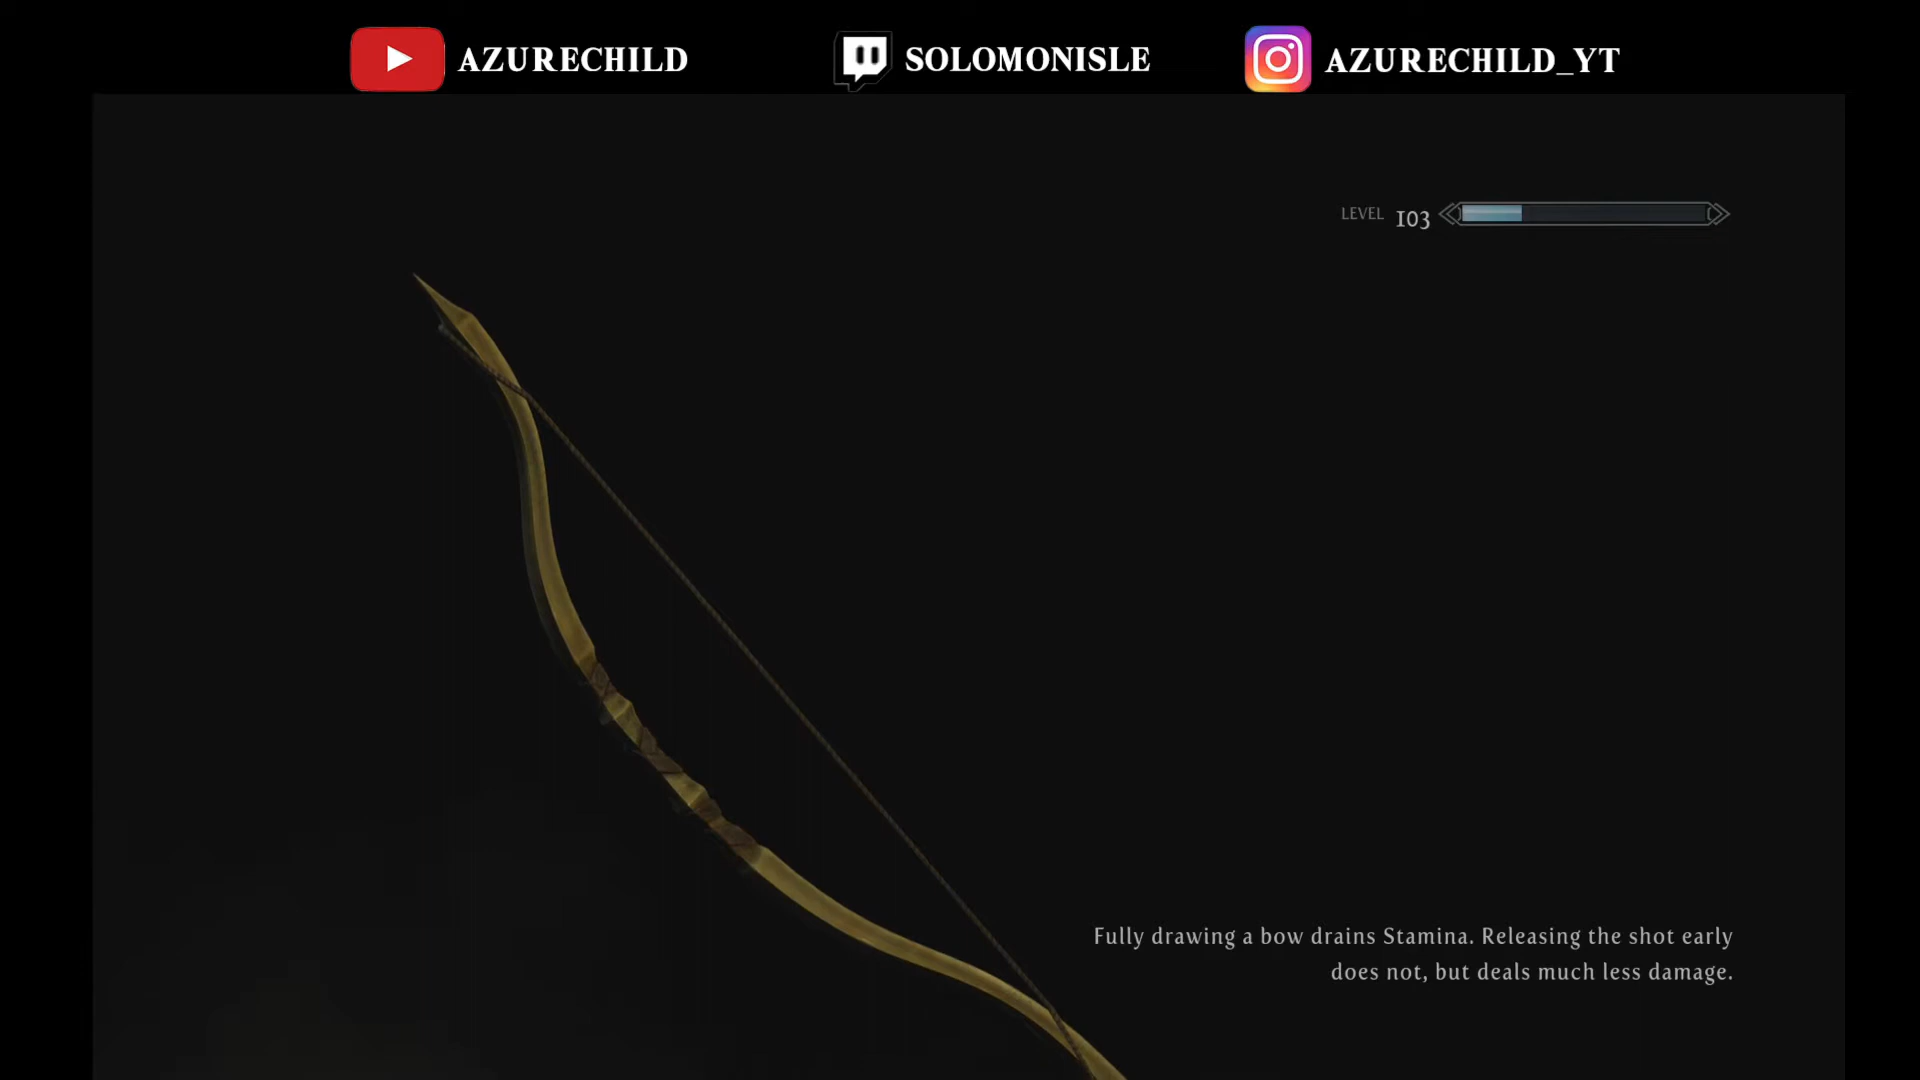 AZURECHILD SOLOMONISLE AZURECHILD_YT
LEVEL 103
Fully drawing a bow drains Stamina. Releasing the shot early
does not, but deals much less damage.